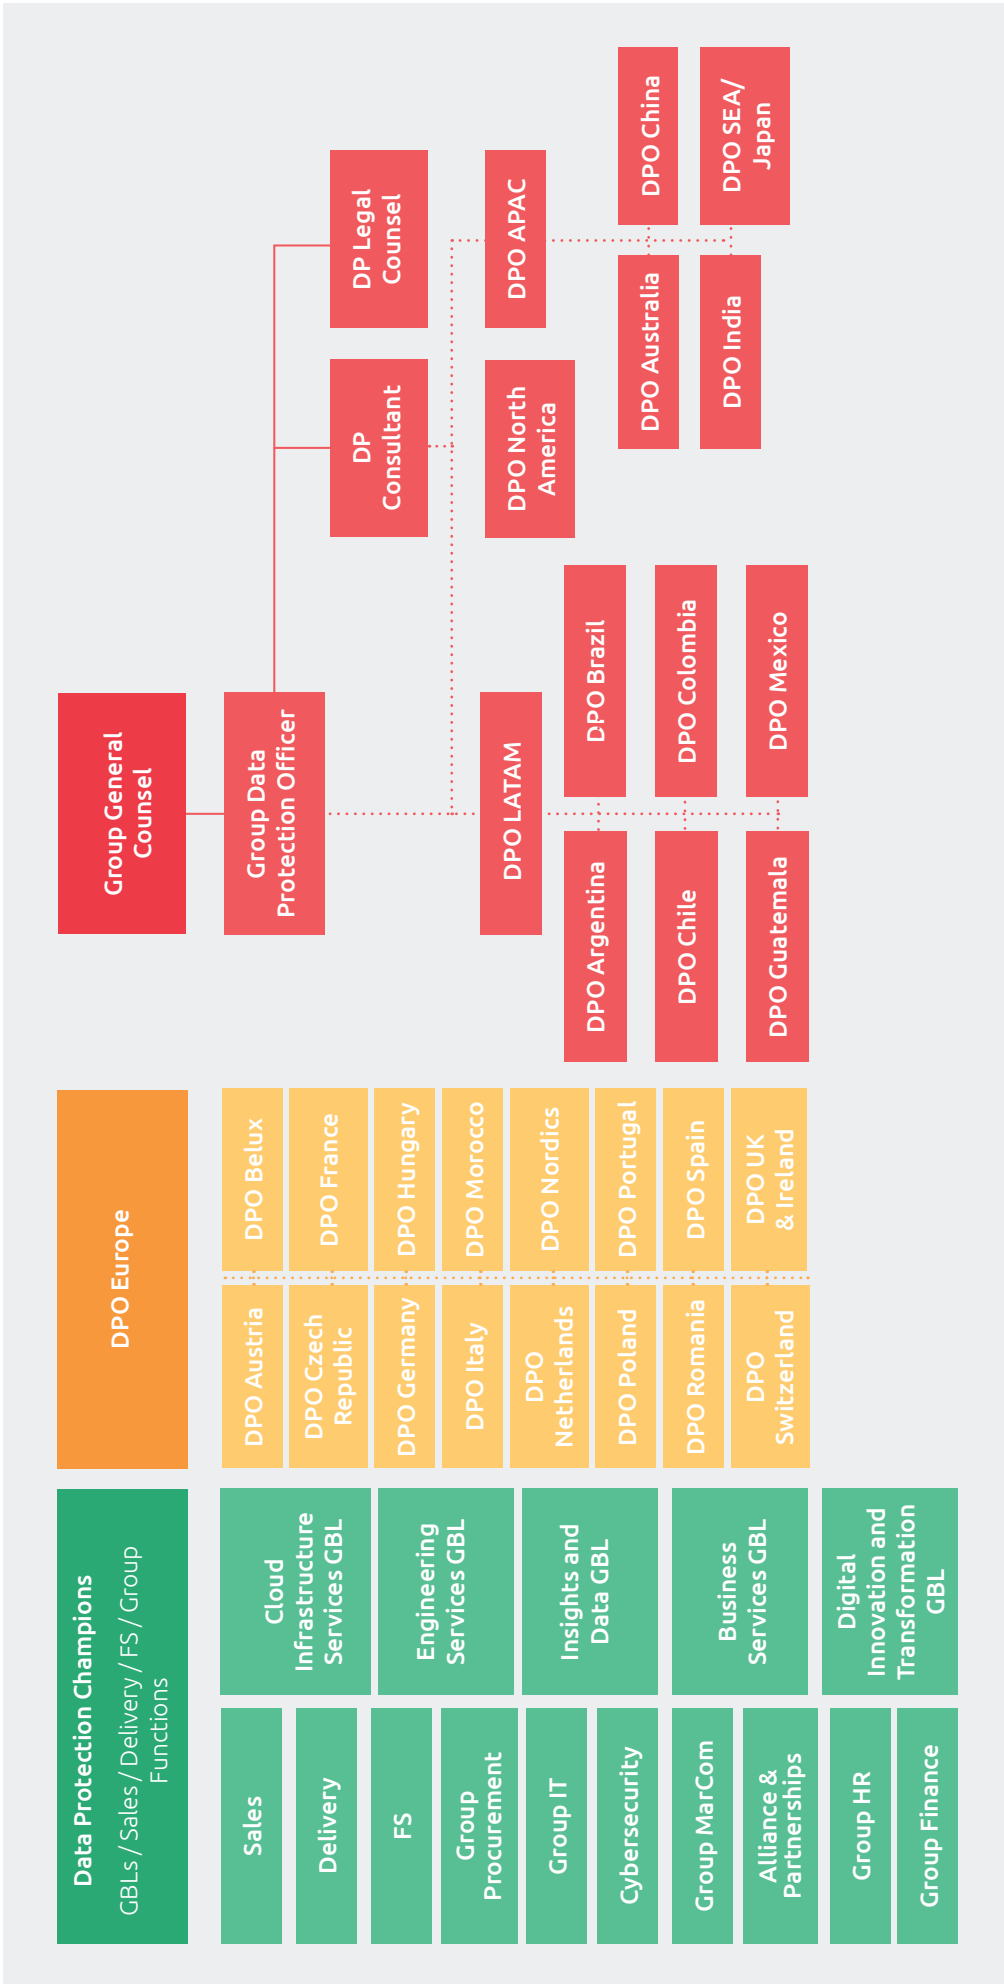 Data Protection Champions
GBLs / Sales / Delivery / FS / Group
Functions
Sales
Cloud
Infrastructure
Services GBL
Delivery
FS
Engineering
Services GBL
Group
Procurement
Group IT
Insights and
Data GBL
Cybersecurity
Group MarCom
Business
Services GBL
Alliance &
Partnerships
Group HR
Digital
Innovation and
Transformation
GBL
Group Finance
DPO Europe
DPO Austria
DPO Belux
DPO Czech
Republic
DPO France
DPO Germany
DPO Hungary
DPO Italy
DPO Morocco
DPO
Netherlands
DPO Nordics
DPO Poland
DPO Portugal
DPO Romania
DPO Spain
DPO
Switzerland
DPO UK
& Ireland
Group General
Counsel
Group Data
Protection Officer
DP
Consultant
DP Legal
Counsel
DPO LATAM
DPO North
America
DPO APAC
DPO Argentina
DPO Brazil
DPO Chile
DPO Colombia
DPO Guatemala
DPO Mexico
DPO Australia
DPO China
DPO India
DPO SEA/
Japan